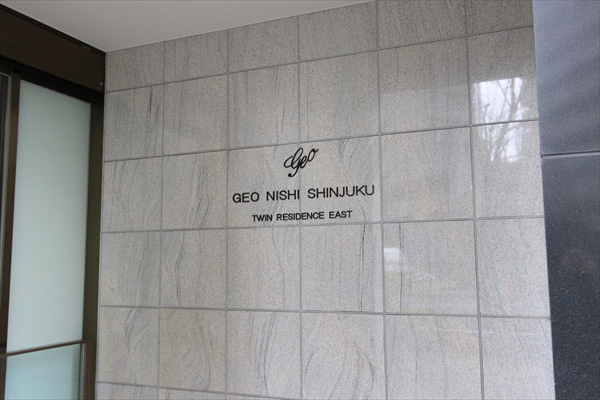 Geo
GEO NISHI SHINJUKU
TWIN RESIDENCE EAST